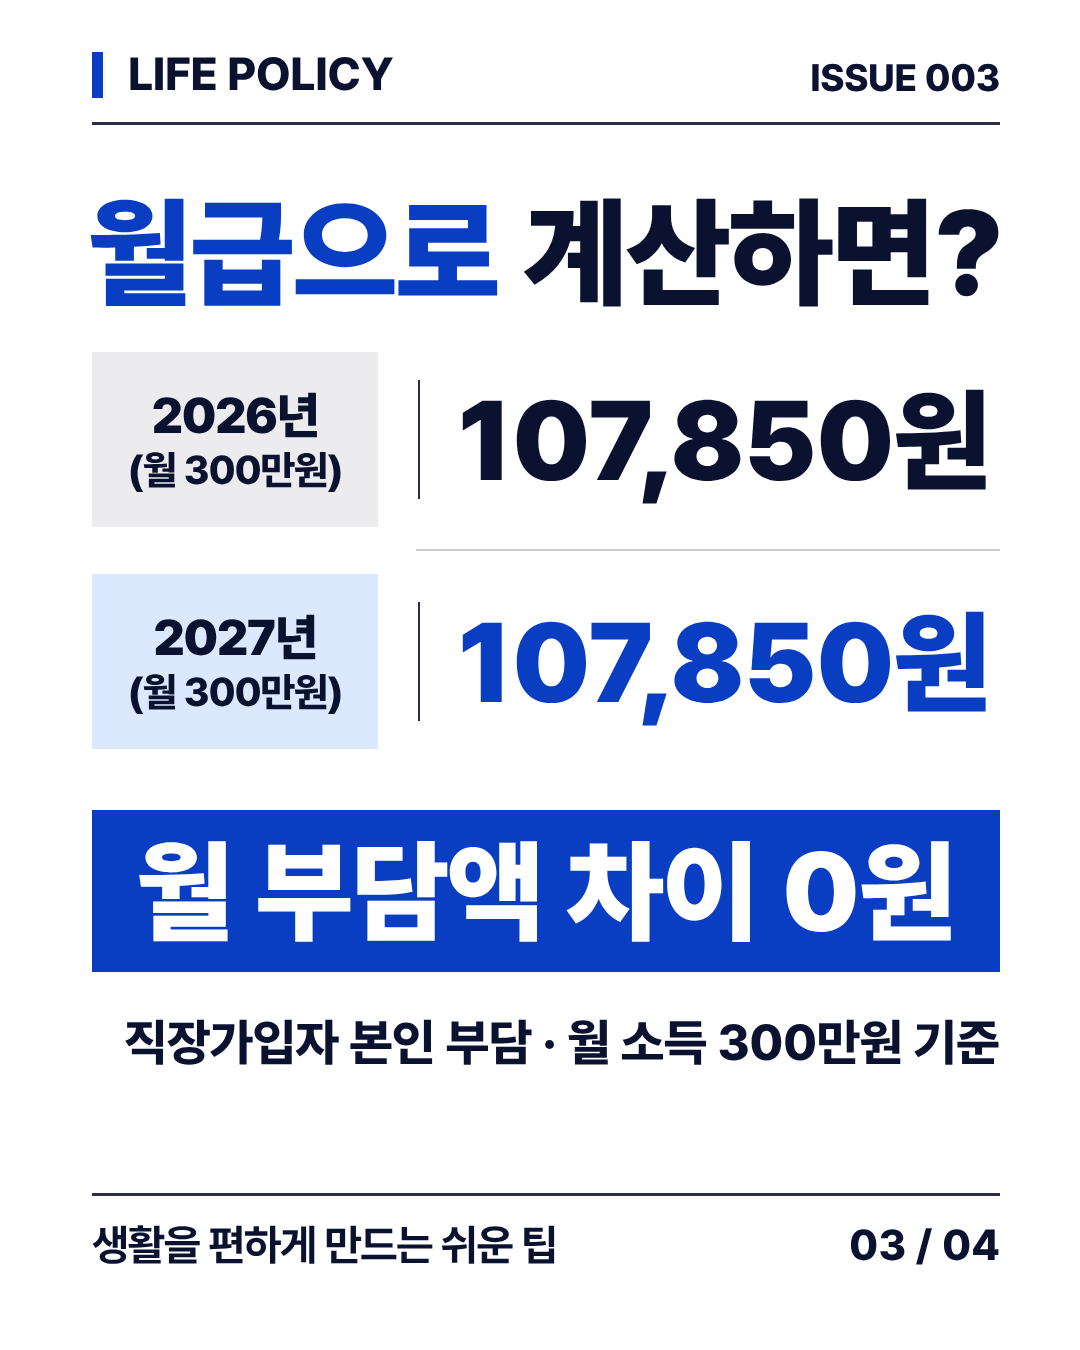 LIFE POLICY
ISSUE 003
월급으로 계산하면?
2026년
(월 300만원)
107,850원
2027년
(월 300만원)
107,850원
월 부담액 차이 0원
직장가입자 본인 부담 · 월 소득 300만원 기준
생활을 편하게 만드는 쉬운 팁
03 / 04